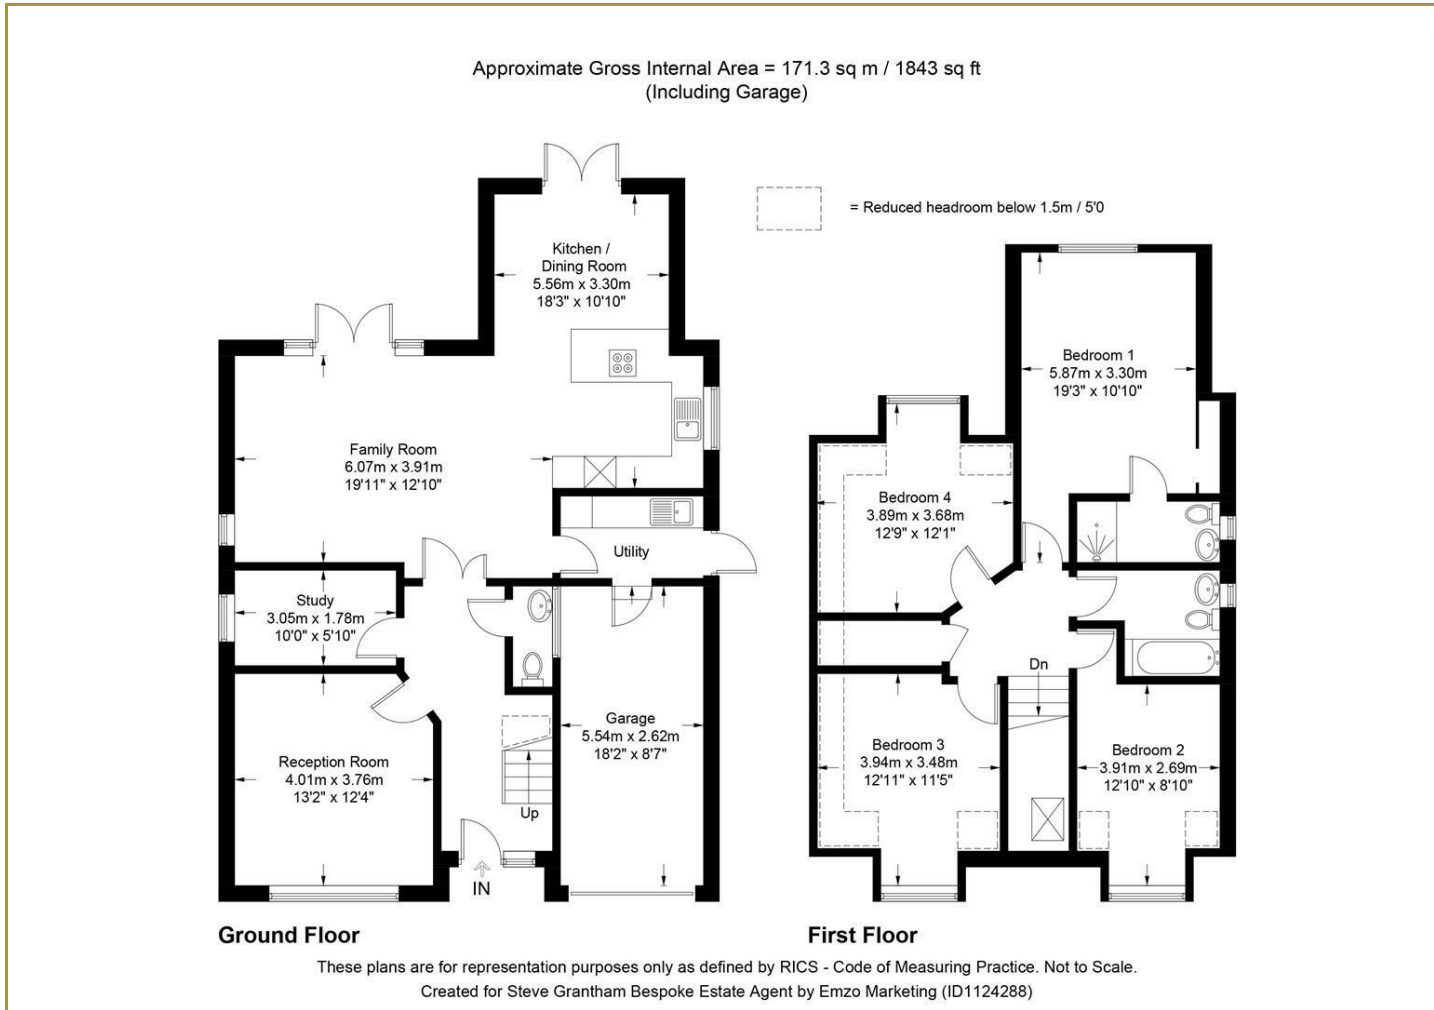 Approximate Gross Internal Area = 171.3 sq m / 1843 sq ft
(Including Garage)
= Reduced headroom below 1.5m / 5'0
Kitchen /
Dining Room
5.56m x 3.30m
18'3" x 10'10"
Family Room
6.07m x 3.91m
19'11" x 12'10"
Utility
Study
3.05m x 1.78m
10'0" x 5'10"
Reception Room
4.01m x 3.76m
13'2" x 12'4"
Garage
5.54m x 2.62m
18'2" x 8'7"
Up
IN
Bedroom 1
5.87m x 3.30m
19'3" x 10'10"
Bedroom 4
3.89m x 3.68m
12'9" x 12'1"
Dn
Bedroom 3
3.94m x 3.48m
12'11" x 11'5"
Bedroom 2
3.91m x 2.69m
12'10" x 8'10"
Ground Floor
First Floor
These plans are for representation purposes only as defined by RICS - Code of Measuring Practice. Not to Scale.
Created for Steve Grantham Bespoke Estate Agent by Emzo Marketing (ID1124288)